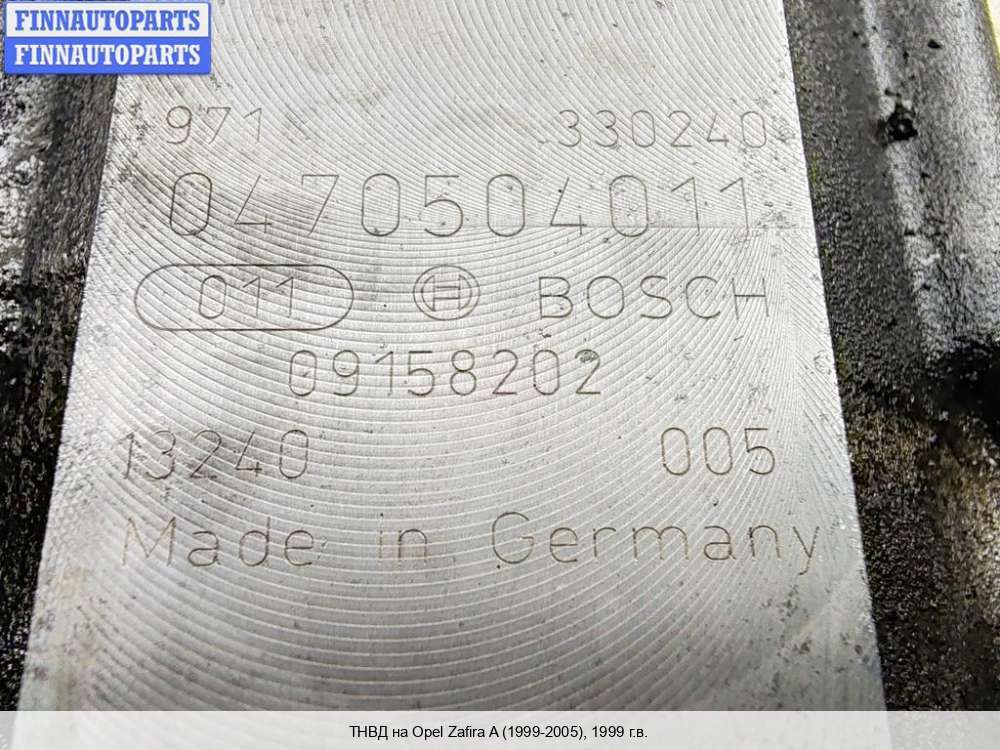 FINNAUTOPARTS
FINNAUTOPARTS
971 330240
0470504011
011 BOSCH
09158202
13240 005
Made in Germany
ТНВД на Opel Zafira A (1999-2005), 1999 г.в.